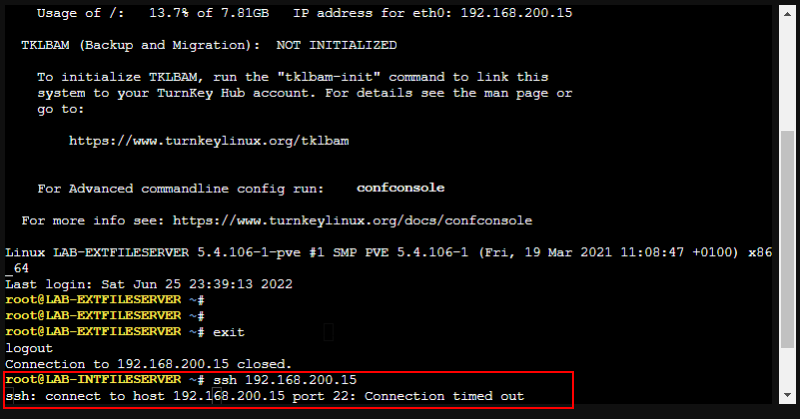 Usage of /:   13.7% of 7.81GB   IP address for eth0: 192.168.200.15
TKLBAM (Backup and Migration):  NOT INITIALIZED
To initialize TKLBAM, run the "tklbam-init" command to link this
system to your TurnKey Hub account. For details see the man page or
go to:
https://www.turnkeylinux.org/tklbam
For Advanced commandline config run:    confconsole
For more info see: https://www.turnkeylinux.org/docs/confconsole
Linux LAB-EXTFILESERVER 5.4.106-1-pve #1 SMP PVE 5.4.106-1 (Fri, 19 Mar 2021 11:08:47 +0100) x86
_64
Last login: Sat Jun 25 23:39:13 2022
root@LAB-EXTFILESERVER ~#
root@LAB-EXTFILESERVER ~#
root@LAB-EXTFILESERVER ~# exit
logout
Connection to 192.168.200.15 closed.
root@LAB-INTFILESERVER ~# ssh 192.168.200.15
ssh: connect to host 192.168.200.15 port 22: Connection timed out